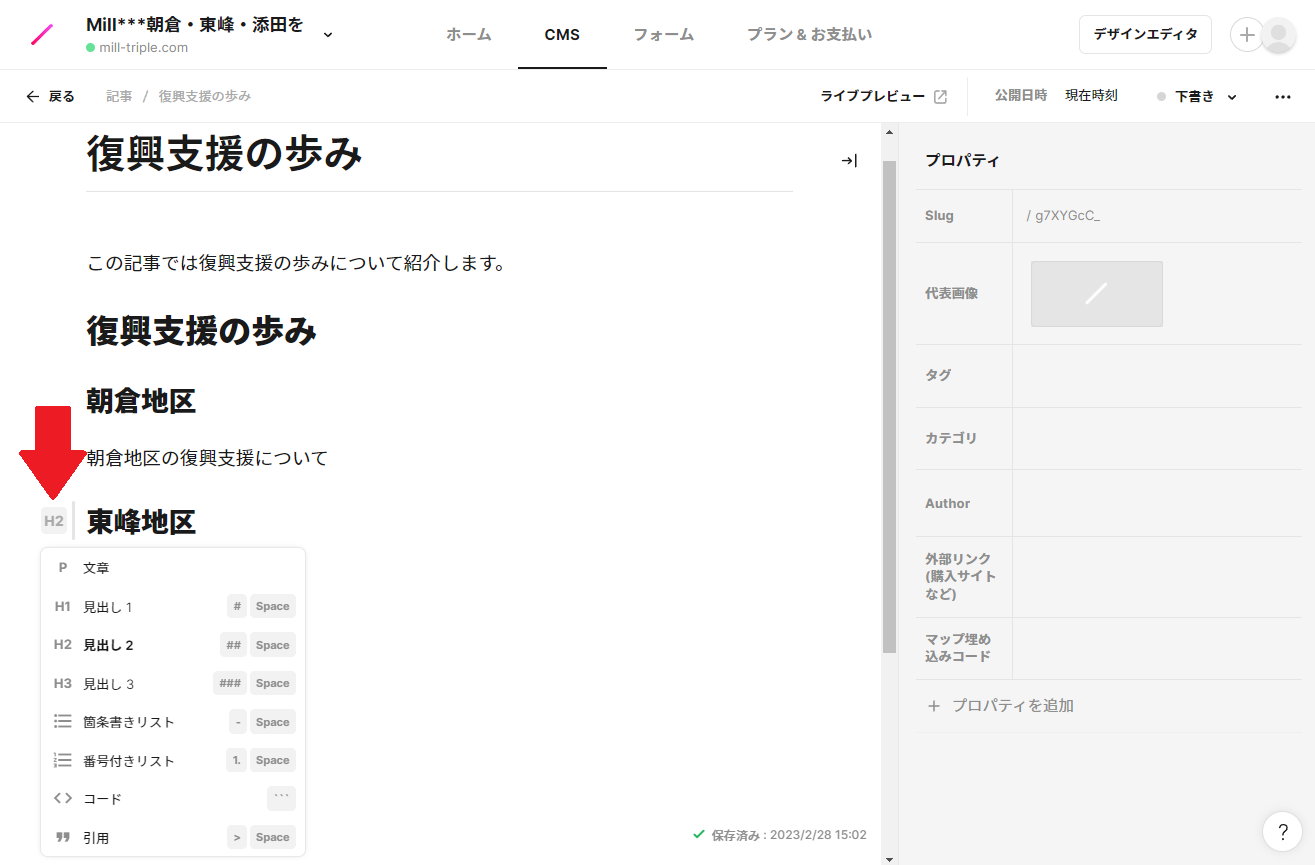 Mill***朝倉・東峰・添田を
mill-triple.com
ホーム
CMS
フォーム
プラン & お支払い
デザインエディタ
戻る
記事 / 復興支援の歩み
ライブプレビュー
公開日時 現在時刻
下書き
復興支援の歩み
この記事では復興支援の歩みについて紹介します。
復興支援の歩み
朝倉地区
朝倉地区の復興支援について
H2 東峰地区
P 文章
H1 見出し 1 # Space
H2 見出し 2 ## Space
H3 見出し 3 ### Space
箇条書きリスト - Space
番号付きリスト 1. Space
コード ```
引用 > Space
保存済み : 2023/2/28 15:02
プロパティ
Slug / g7XYGcC_
代表画像
タグ
カテゴリ
Author
外部リンク
(購入サイト
など)
マップ埋め
込みコード
+ プロパティを追加
?